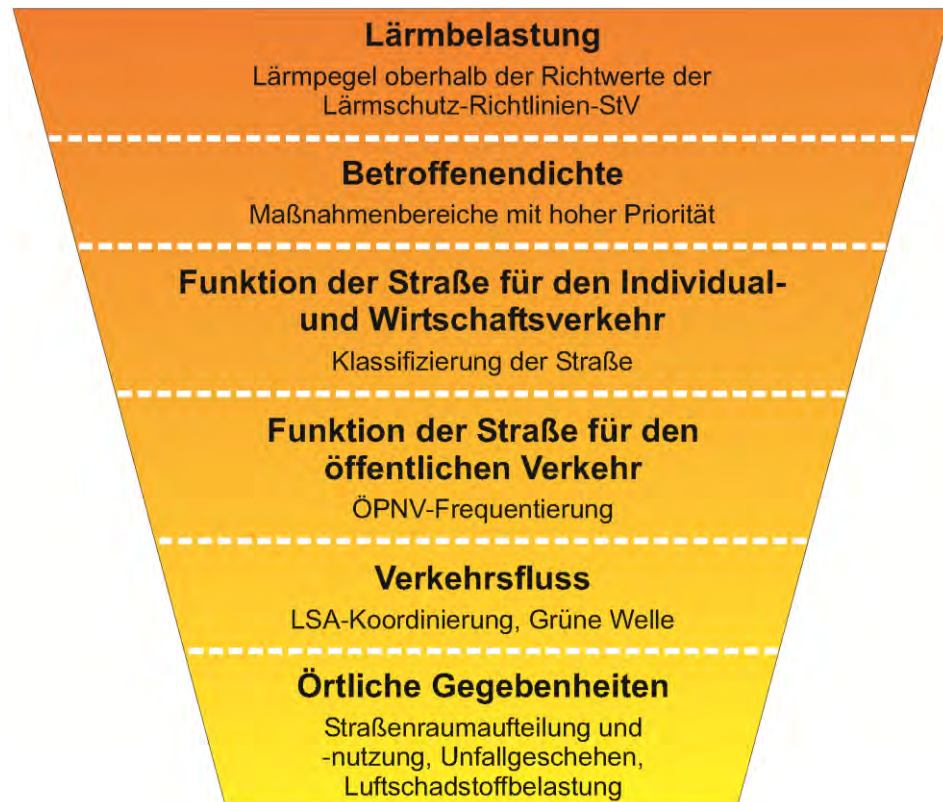 Lärmbelastung
Lärmpegel oberhalb der Richtwerte der
Lärmschutz-Richtlinien-StV
Betroffenendichte
Maßnahmenbereiche mit hoher Priorität
Funktion der Straße für den Individual-
und Wirtschaftsverkehr
Klassifizierung der Straße
Funktion der Straße für den
öffentlichen Verkehr
ÖPNV-Frequentierung
Verkehrsfluss
LSA-Koordinierung, Grüne Welle
Örtliche Gegebenheiten
Straßenraumaufteilung und
-nutzung, Unfallgeschehen,
Luftschadstoffbelastung